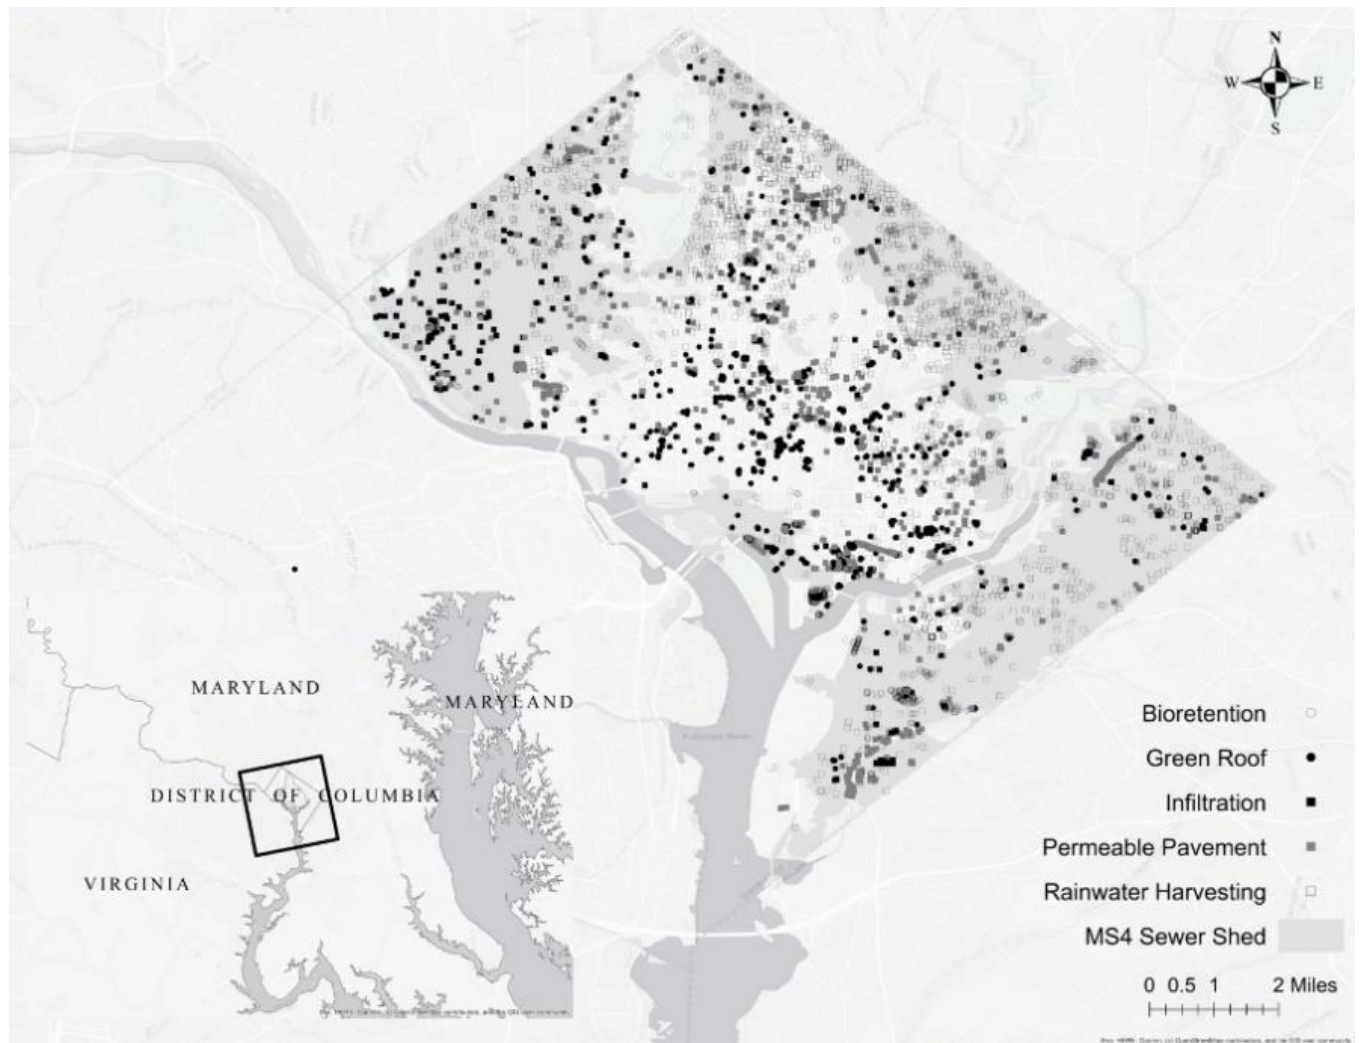 N
W E
S
MARYLAND
MARYLAND
DISTRICT OF COLUMBIA
VIRGINIA
Bioretention
Green Roof
Infiltration
Permeable Pavement
Rainwater Harvesting
MS4 Sewer Shed
0 0.5 1 2 Miles